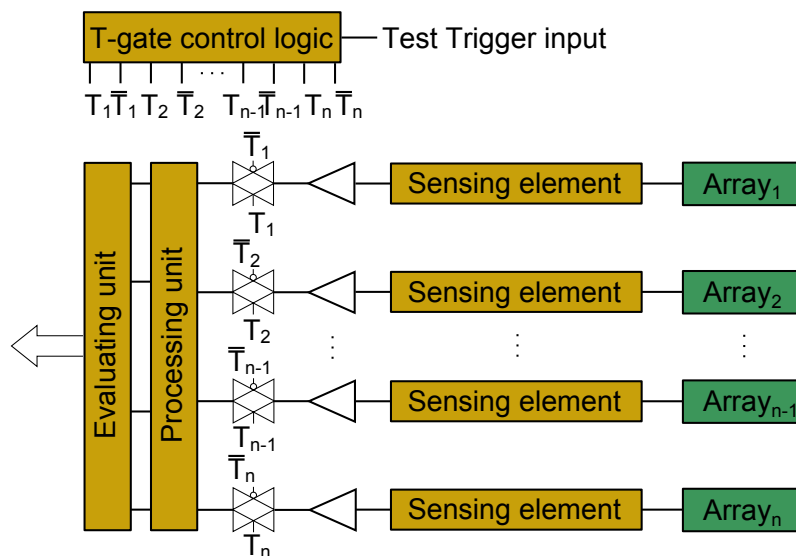 T-gate control logic
Test Trigger input
T₁ T̿₁ T₂ T̿₂ ··· Tₙ₋₁ T̿ₙ₋₁ Tₙ T̿ₙ
T̿₁
Sensing element
Array₁
T₁
T̿₂
Sensing element
Array₂
T₂
T̿ₙ₋₁
Sensing element
Arrayₙ₋₁
Tₙ₋₁
T̿ₙ
Sensing element
Arrayₙ
Tₙ
Evaluating unit
Processing unit